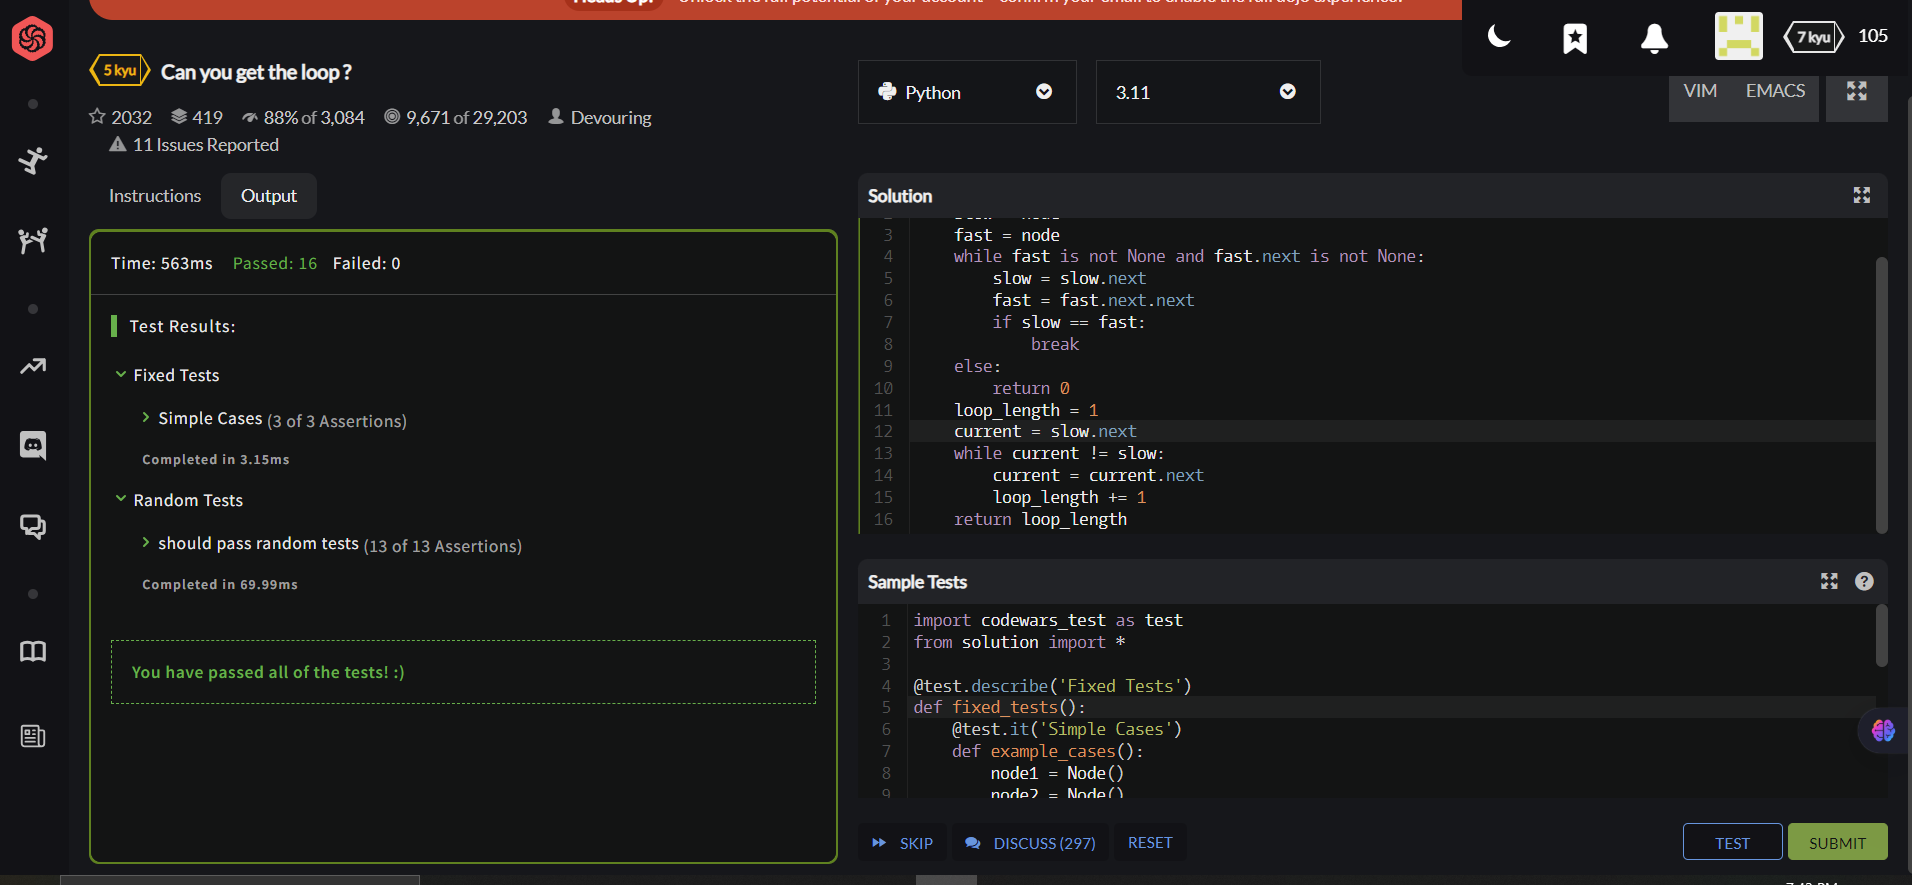 Heads Up! Unlock the full potential of your account - confirm your email to enable the full dojo experience.
5 kyu Can you get the loop ?
2032 419 88% of 3,084 9,671 of 29,203 Devouring
11 Issues Reported
Instructions Output
Time: 563ms Passed: 16 Failed: 0
Test Results:
Fixed Tests
Simple Cases (3 of 3 Assertions)
Completed in 3.15ms
Random Tests
should pass random tests (13 of 13 Assertions)
Completed in 69.99ms
You have passed all of the tests! :)
Python 3.11
7 kyu 105
VIM EMACS
Solution
3 fast = node
4 while fast is not None and fast.next is not None:
5 slow = slow.next
6 fast = fast.next.next
7 if slow == fast:
8 break
9 else:
10 return 0
11 loop_length = 1
12 current = slow.next
13 while current != slow:
14 current = current.next
15 loop_length += 1
16 return loop_length
Sample Tests
?
1 import codewars_test as test
2 from solution import *
3
4 @test.describe('Fixed Tests')
5 def fixed_tests():
6 @test.it('Simple Cases')
7 def example_cases():
8 node1 = Node()
9 node2 = Node()
SKIP DISCUSS (297) RESET
TEST SUBMIT